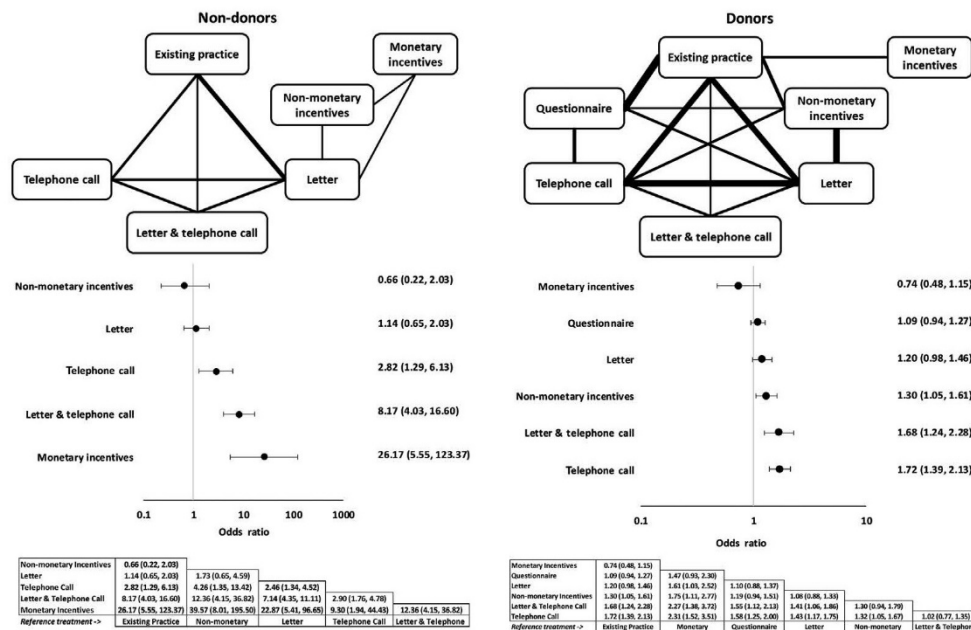 Non-donors
Existing practice
Monetary
incentives
Non-monetary
incentives
Telephone call
Letter
Letter & telephone call
Non-monetary incentives
0.66 (0.22, 2.03)
Letter
1.14 (0.65, 2.03)
Telephone call
2.82 (1.29, 6.13)
Letter & telephone call
8.17 (4.03, 16.60)
Monetary incentives
26.17 (5.55, 123.37)
0.1 1 10 100 1000
Odds ratio
Non-monetary Incentives 0.66 (0.22, 2.03)
Letter 1.14 (0.65, 2.03) 1.73 (0.65, 4.59)
Telephone Call 2.82 (1.29, 6.13) 4.26 (1.35, 13.42) 2.46 (1.34, 4.52)
Letter & Telephone Call 8.17 (4.03, 16.60) 12.36 (4.15, 36.82) 7.14 (4.35, 11.11) 2.90 (1.76, 4.78)
Monetary Incentives 26.17 (5.55, 123.37) 39.57 (8.01, 195.50) 22.87 (5.41, 96.65) 9.30 (1.94, 44.43) 12.36 (4.15, 36.82)
Reference treatment -> Existing Practice Non-monetary Letter Telephone Call Letter & Telephone
Donors
Existing practice
Monetary
incentives
Questionnaire
Non-monetary
incentives
Telephone call
Letter
Letter & telephone call
Monetary incentives
0.74 (0.48, 1.15)
Questionnaire
1.09 (0.94, 1.27)
Letter
1.20 (0.98, 1.46)
Non-monetary incentives
1.30 (1.05, 1.61)
Letter & telephone call
1.68 (1.24, 2.28)
Telephone call
1.72 (1.39, 2.13)
0.1 1 10
Odds ratio
Monetary Incentives 0.74 (0.48, 1.15)
Questionnaire 1.09 (0.94, 1.27) 1.47 (0.93, 2.30)
Letter 1.20 (0.98, 1.46) 1.61 (1.03, 2.52) 1.10 (0.88, 1.37)
Non-monetary Incentives 1.30 (1.05, 1.61) 1.75 (1.11, 2.77) 1.19 (0.94, 1.51) 1.08 (0.88, 1.33)
Letter & Telephone Call 1.68 (1.24, 2.28) 2.27 (1.38, 3.72) 1.55 (1.12, 2.13) 1.41 (1.06, 1.86) 1.30 (0.94, 1.79)
Telephone Call 1.72 (1.39, 2.13) 2.31 (1.52, 3.51) 1.58 (1.25, 2.00) 1.43 (1.17, 1.75) 1.32 (1.05, 1.67) 1.02 (0.77, 1.35)
Reference treatment -> Existing Practice Monetary Questionnaire Letter Non-monetary Letter & Telephone